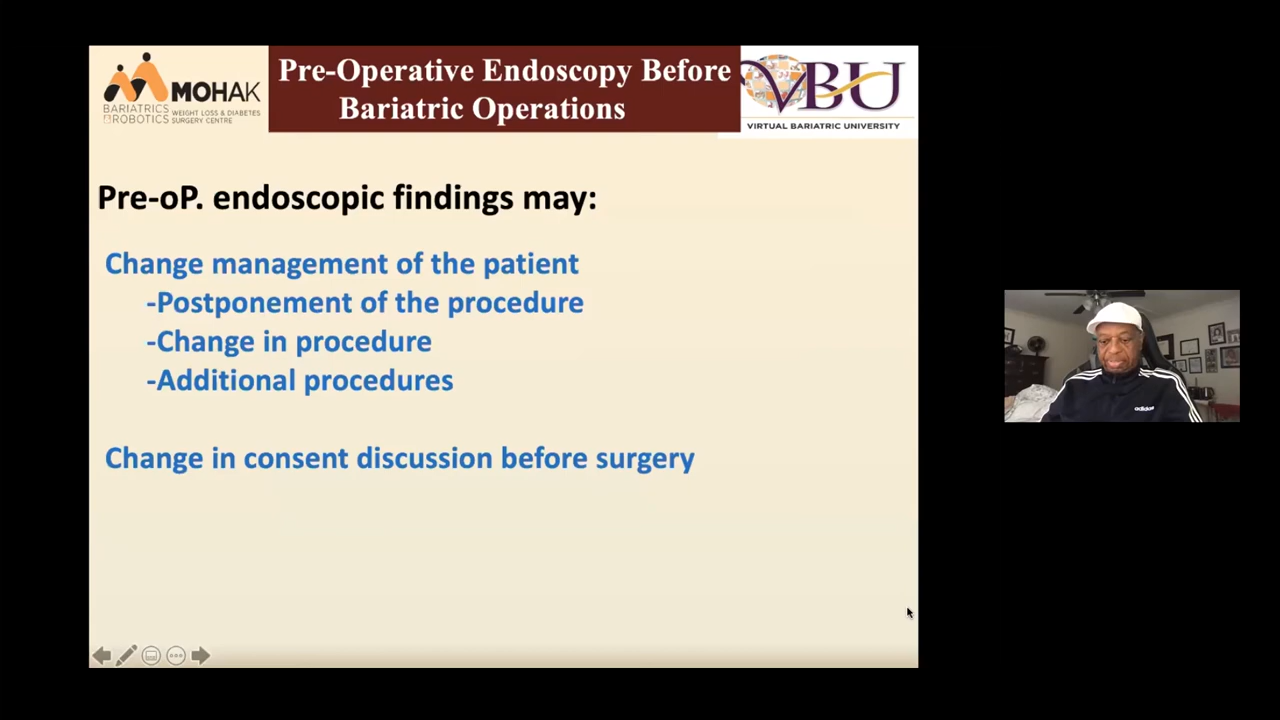 MOHAK
BARIATRICS
& ROBOTICS
WEIGHT LOSS & DIABETES
SURGERY CENTRE
Pre-Operative Endoscopy Before
Bariatric Operations
VBU
VIRTUAL BARIATRIC UNIVERSITY
Pre-oP. endoscopic findings may:
Change management of the patient
-Postponement of the procedure
-Change in procedure
-Additional procedures
Change in consent discussion before surgery
adidas